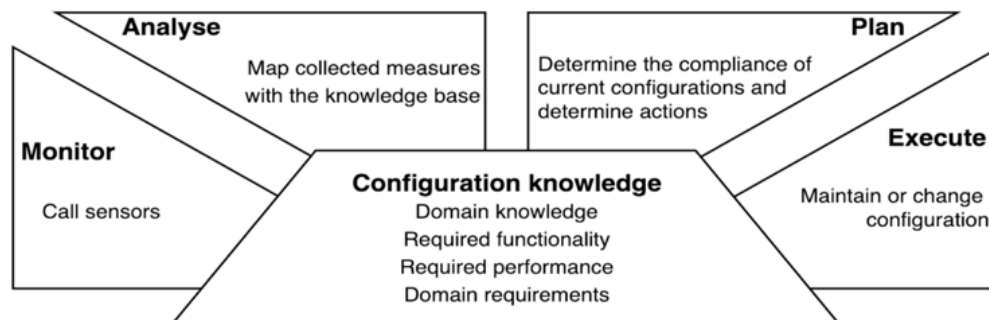 Analyse
Map collected measures
with the knowledge base
Plan
Determine the compliance of
current configurations and
determine actions
Monitor
Call sensors
Execute
Maintain or change
configuration
Configuration knowledge
Domain knowledge
Required functionality
Required performance
Domain requirements